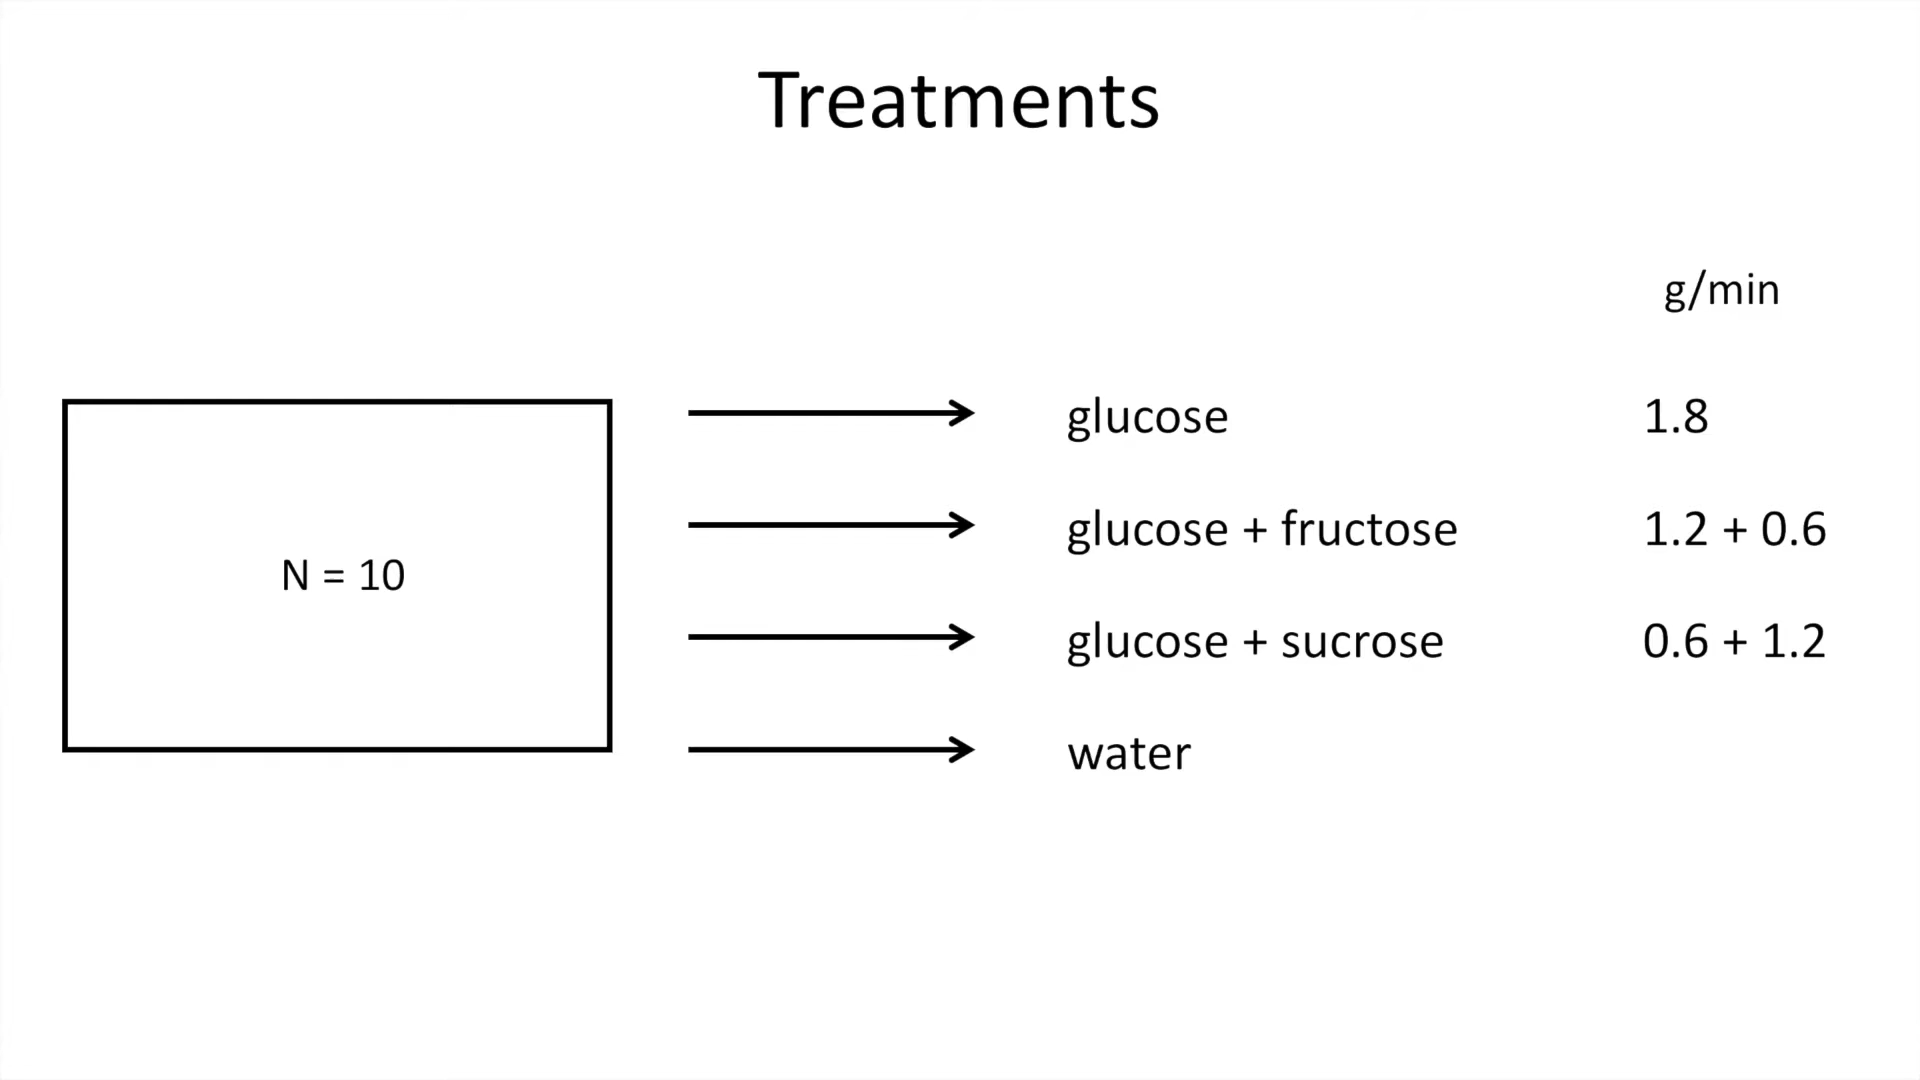 Treatments
g/min
glucose 1.8
glucose + fructose 1.2 + 0.6
N = 10
glucose + sucrose 0.6 + 1.2
water